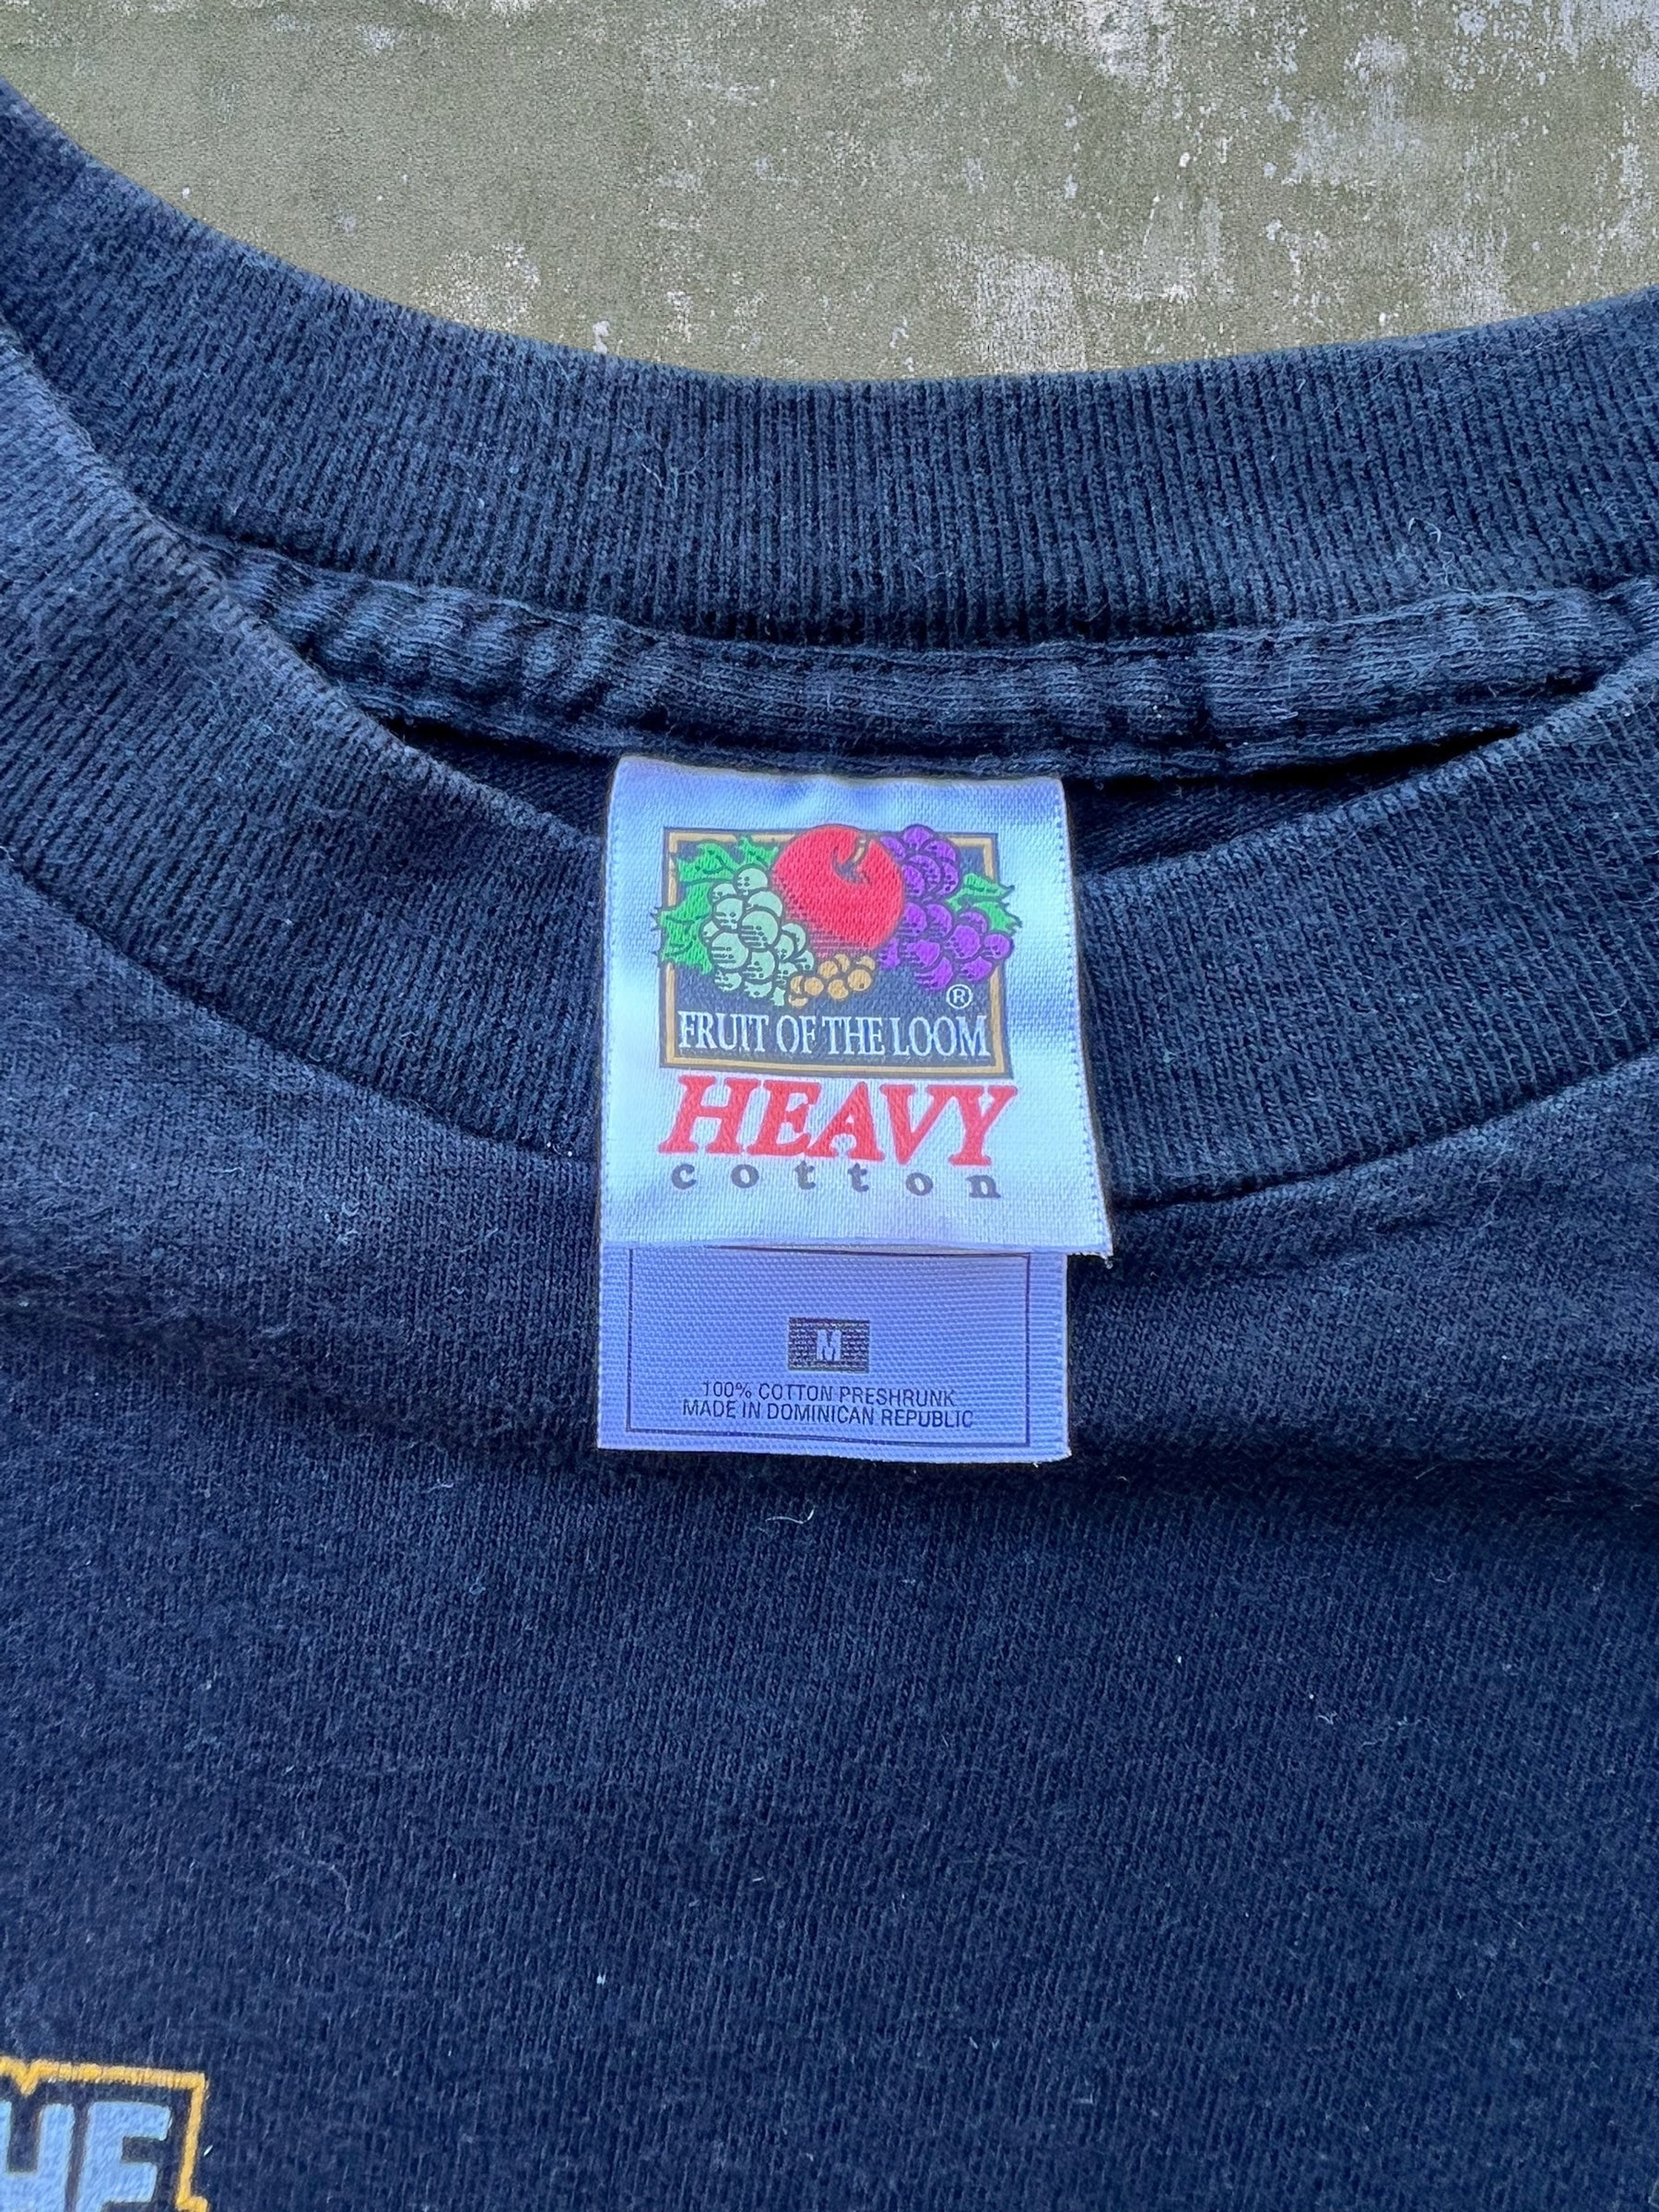 ®
FRUIT OF THE LOOM
HEAVY
cotton
M
100% COTTON PRESHRUNK
MADE IN DOMINICAN REPUBLIC